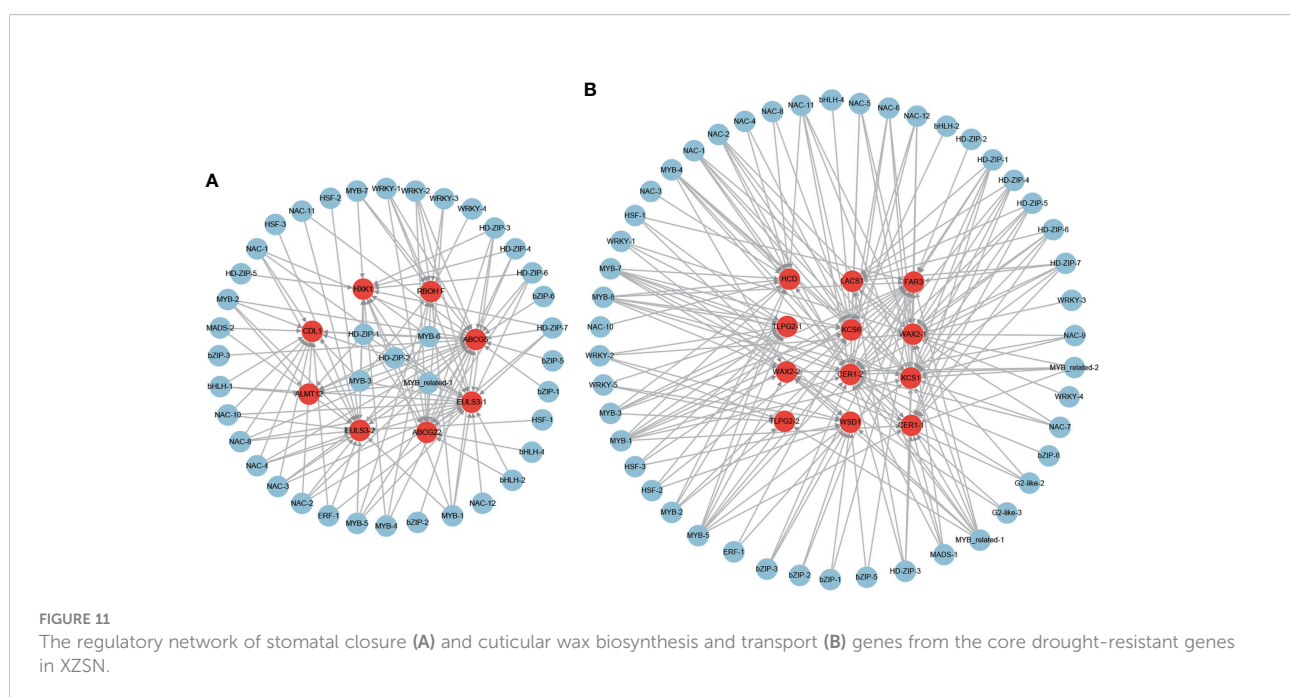 B
A
NAC-8
NAC-11
bHLH-4
NAC-5
NAC-6
NAC-12
bHLH-2
HD-ZIP-2
HD-ZIP-1
HD-ZIP-4
HD-ZIP-5
HD-ZIP-6
HD-ZIP-7
WRKY-3
NAC-9
MYB_related-2
WRKY-4
NAC-7
bZIP-6
G2-like-2
G2-like-3
MYB_related-1
MADS-1
HD-ZIP-3
bZIP-5
bZIP-1
bZIP-2
bZIP-3
ERF-1
MYB-5
MYB-2
HSF-2
HSF-3
MYB-1
MYB-3
WRKY-5
WRKY-2
NAC-10
MYB-6
MYB-7
WRKY-1
HSF-1
NAC-3
MYB-4
NAC-1
NAC-2
NAC-4
HCD
LACS1
FAR3
TLPG2-1
KCS6
WAX2-1
WAX2-2
CER1-2
KCS1
TLPG2-2
WSD1
CER1-1
HSF-2
MYB-7
WRKY-1
WRKY-2
WRKY-3
WRKY-4
HD-ZIP-3
HD-ZIP-4
HD-ZIP-6
bZIP-6
HD-ZIP-7
bZIP-5
bZIP-1
HSF-1
bHLH-4
bHLH-2
NAC-12
MYB-1
bZIP-2
MYB-4
MYB-5
ERF-1
NAC-2
NAC-3
NAC-4
NAC-8
NAC-10
bHLH-1
bZIP-3
MADS-2
MYB-2
HD-ZIP-5
NAC-1
HSF-3
NAC-11
HXK1
RBOH F
CDL1
HD-ZIP-1
MYB-6
ABCG5
HD-ZIP-2
MYB-3
MYB_related-1
ALMT12
EULS3-1
EULS3-2
ABCG22
FIGURE 11
The regulatory network of stomatal closure (A) and cuticular wax biosynthesis and transport (B) genes from the core drought-resistant genes
in XZSN.